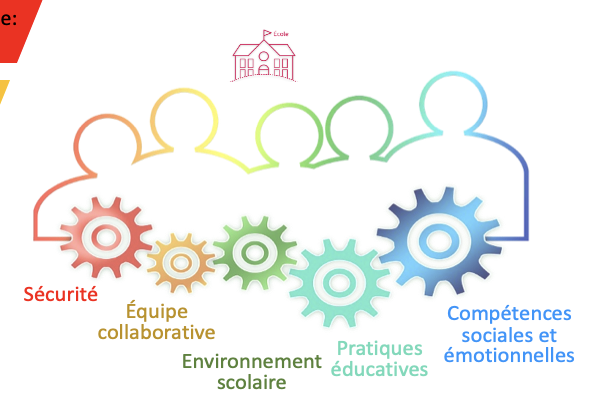 e:
École
Sécurité
Équipe
collaborative
Environnement
scolaire
Pratiques
éducatives
Compétences
sociales et
émotionnelles